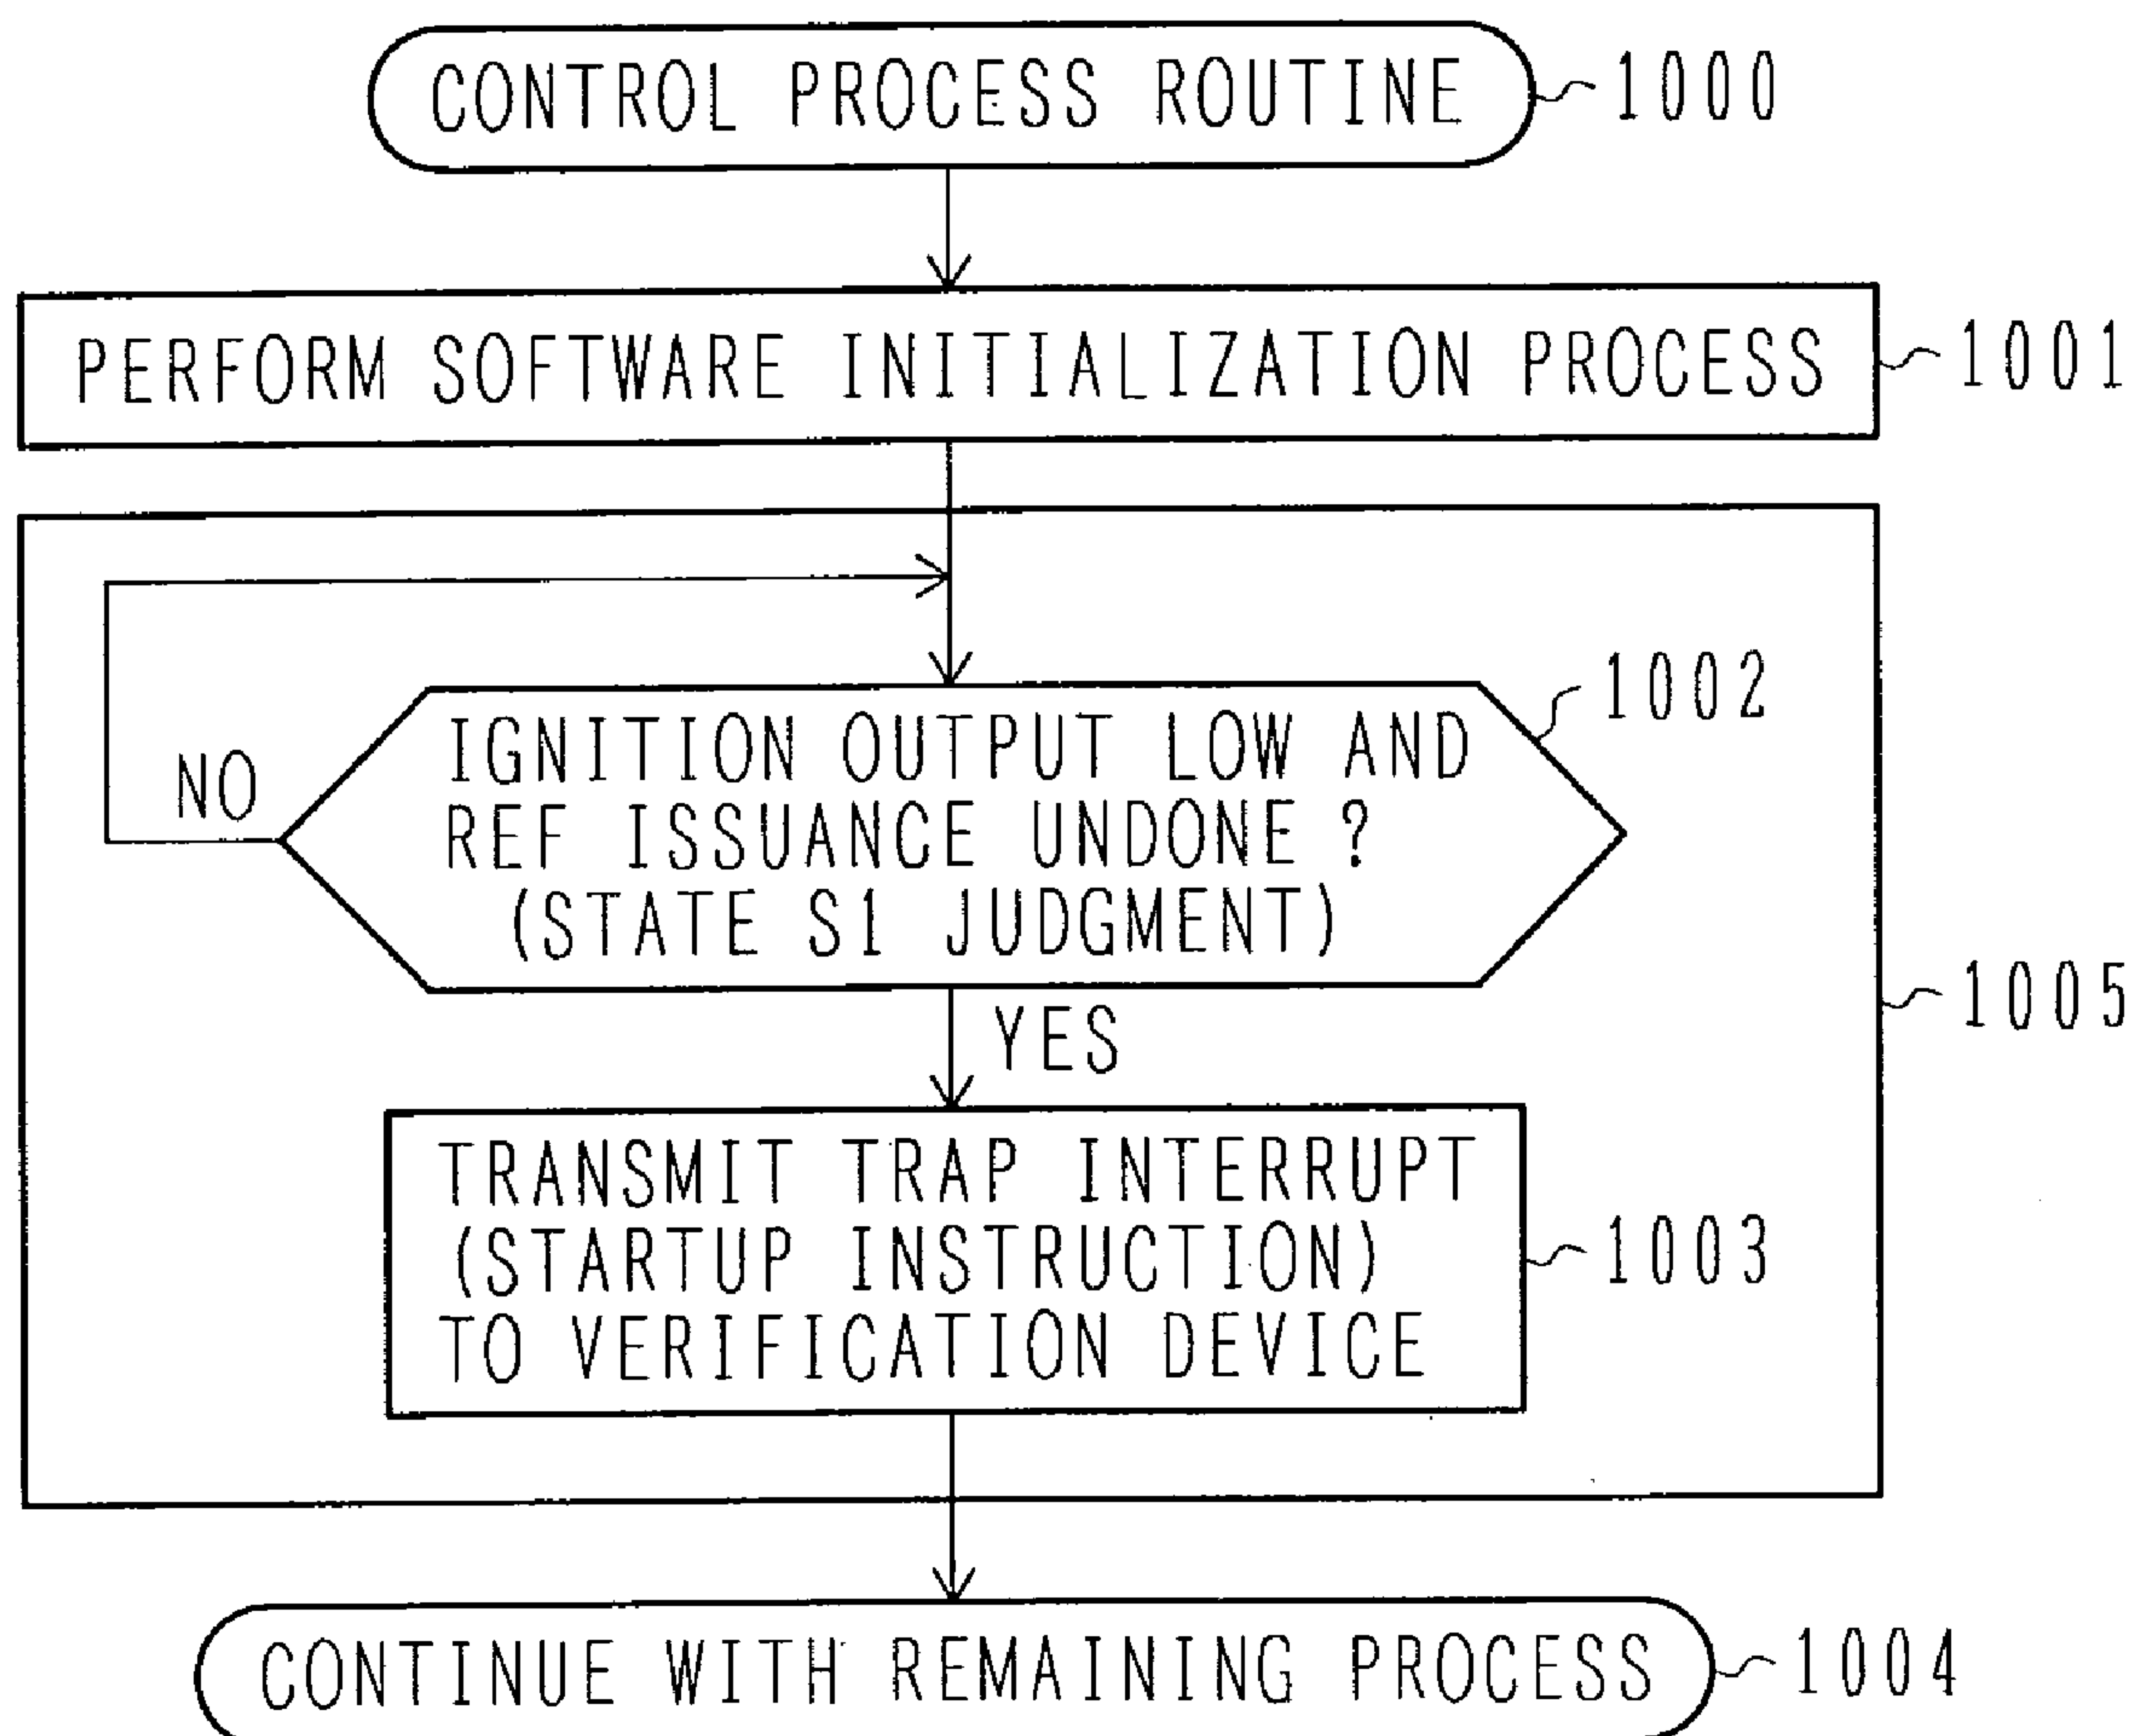 CONTROL PROCESS ROUTINE
1000
PERFORM SOFTWARE INITIALIZATION PROCESS
1001
1002
IGNITION OUTPUT LOW AND
REF ISSUANCE UNDONE ?
(STATE S1 JUDGMENT)
NO
1005
YES
TRANSMIT TRAP INTERRUPT
(STARTUP INSTRUCTION)
TO VERIFICATION DEVICE
1003
CONTINUE WITH REMAINING PROCESS
1004